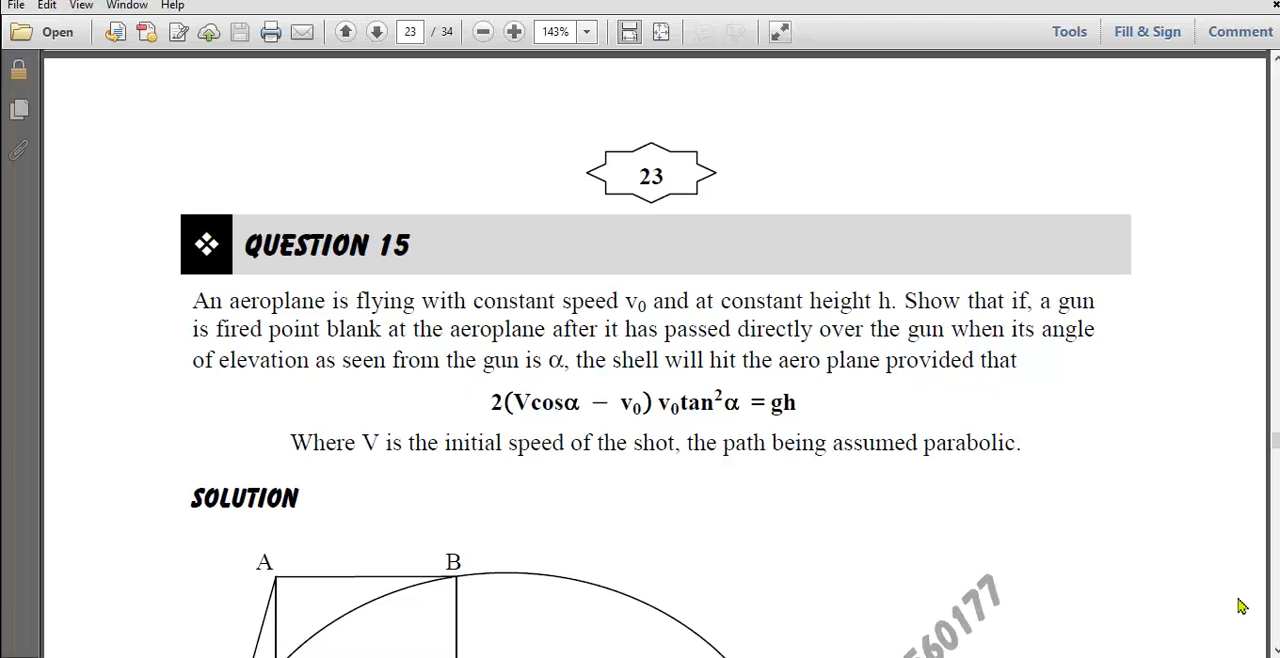 File Edit View Window Help
Open 23 / 34 143% Tools Fill & Sign Comment
23
QUESTION 15
An aeroplane is flying with constant speed v₀ and at constant height h. Show that if, a gun
is fired point blank at the aeroplane after it has passed directly over the gun when its angle
of elevation as seen from the gun is α, the shell will hit the aero plane provided that
2(Vcosα − v₀) v₀tan²α = gh
Where V is the initial speed of the shot, the path being assumed parabolic.
SOLUTION
A B
560177